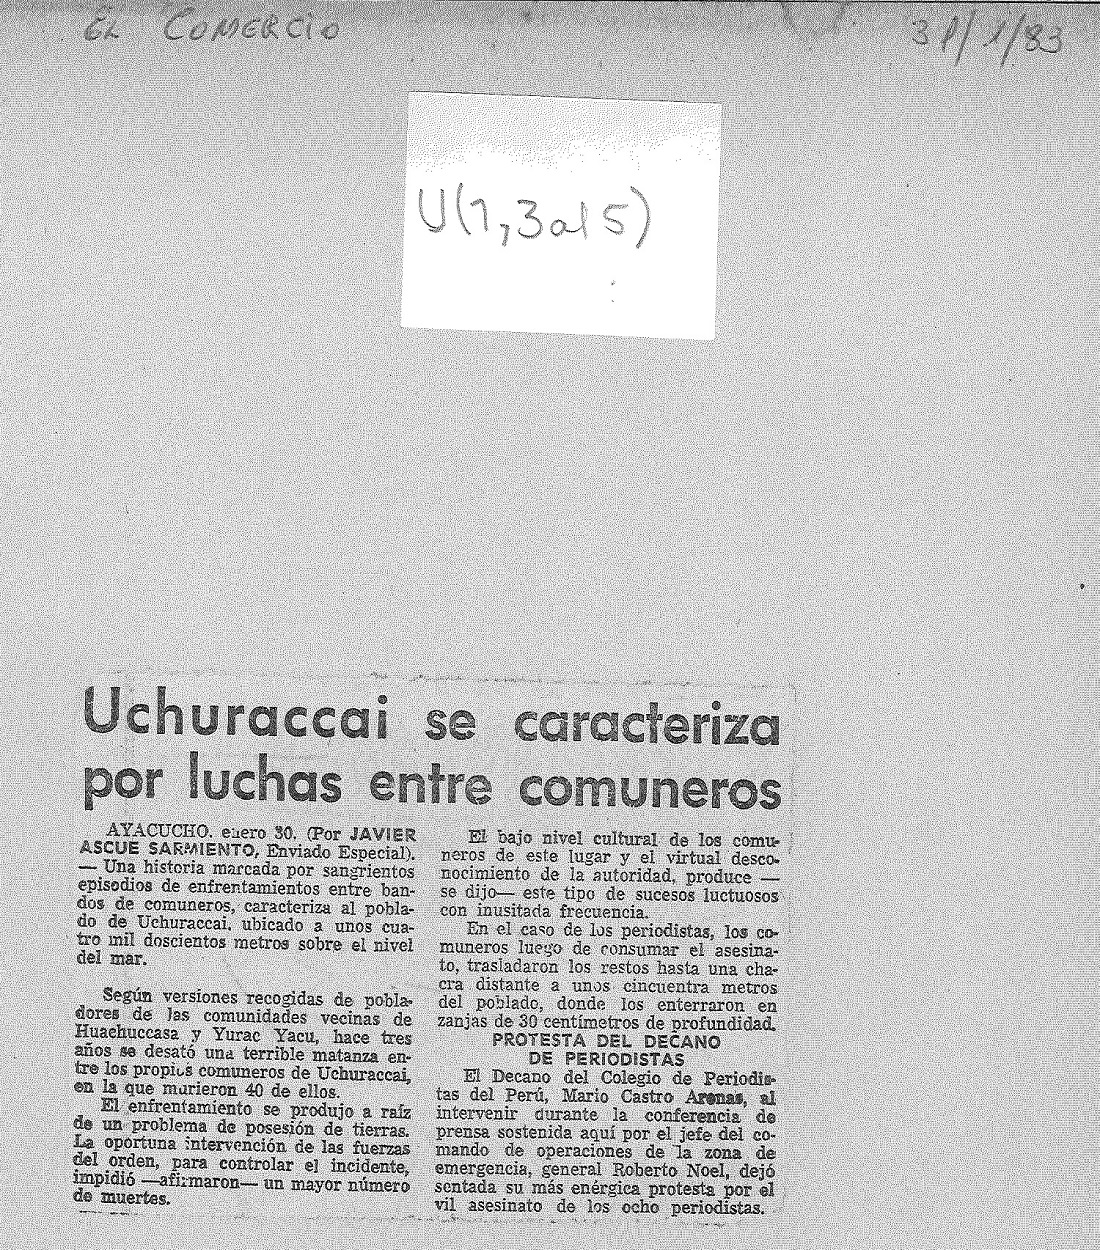 EL COMERCIO
31/1/83
U(1,3al5)
Uchuraccai se caracteriza
por luchas entre comuneros
AYACUCHO, enero 30. (Por JAVIER
ASCUE SARMIENTO, Enviado Especial).
— Una historia marcada por sangrientos
episodios de enfrentamientos entre ban-
dos de comuneros, caracteriza al pobla-
do de Uchuraccai, ubicado a unos cua-
tro mil doscientos metros sobre el nivel
del mar.
Según versiones recogidas de pobla-
dores de las comunidades vecinas de
Huachuccasa y Yurac Yacu, hace tres
años se desató una terrible matanza en-
tre los propios comuneros de Uchuraccai,
en la que murieron 40 de ellos.
El enfrentamiento se produjo a raíz
de un problema de posesión de tierras.
La oportuna intervención de las fuerzas
del orden, para controlar el incidente,
impidió —afirmaron— un mayor número
de muertes.
El bajo nivel cultural de los comu-
neros de este lugar y el virtual desco-
nocimiento de la autoridad, produce —
se dijo— este tipo de sucesos luctuosos
con inusitada frecuencia.
En el caso de los periodistas, los co-
muneros luego de consumar el asesina-
to, trasladaron los restos hasta una cha-
cra distante a unos cincuenta metros
del poblado, donde los enterraron en
zanjas de 30 centímetros de profundidad.
PROTESTA DEL DECANO
DE PERIODISTAS
El Decano del Colegio de Periodis-
tas del Perú, Mario Castro Arenas, al
intervenir durante la conferencia de
prensa sostenida aquí por el jefe del co-
mando de operaciones de la zona de
emergencia, general Roberto Noel, dejó
sentada su más enérgica protesta por el
vil asesinato de los ocho periodistas.